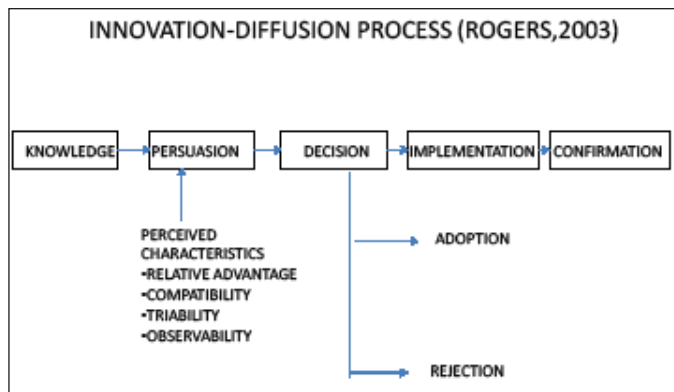 INNOVATION-DIFFUSION PROCESS (ROGERS,2003)
KNOWLEDGE
PERSUASION
DECISION
IMPLEMENTATION
CONFIRMATION
PERCEIVED
CHARACTERISTICS
•RELATIVE ADVANTAGE
•COMPATIBILITY
•TRIABILITY
•OBSERVABILITY
ADOPTION
REJECTION